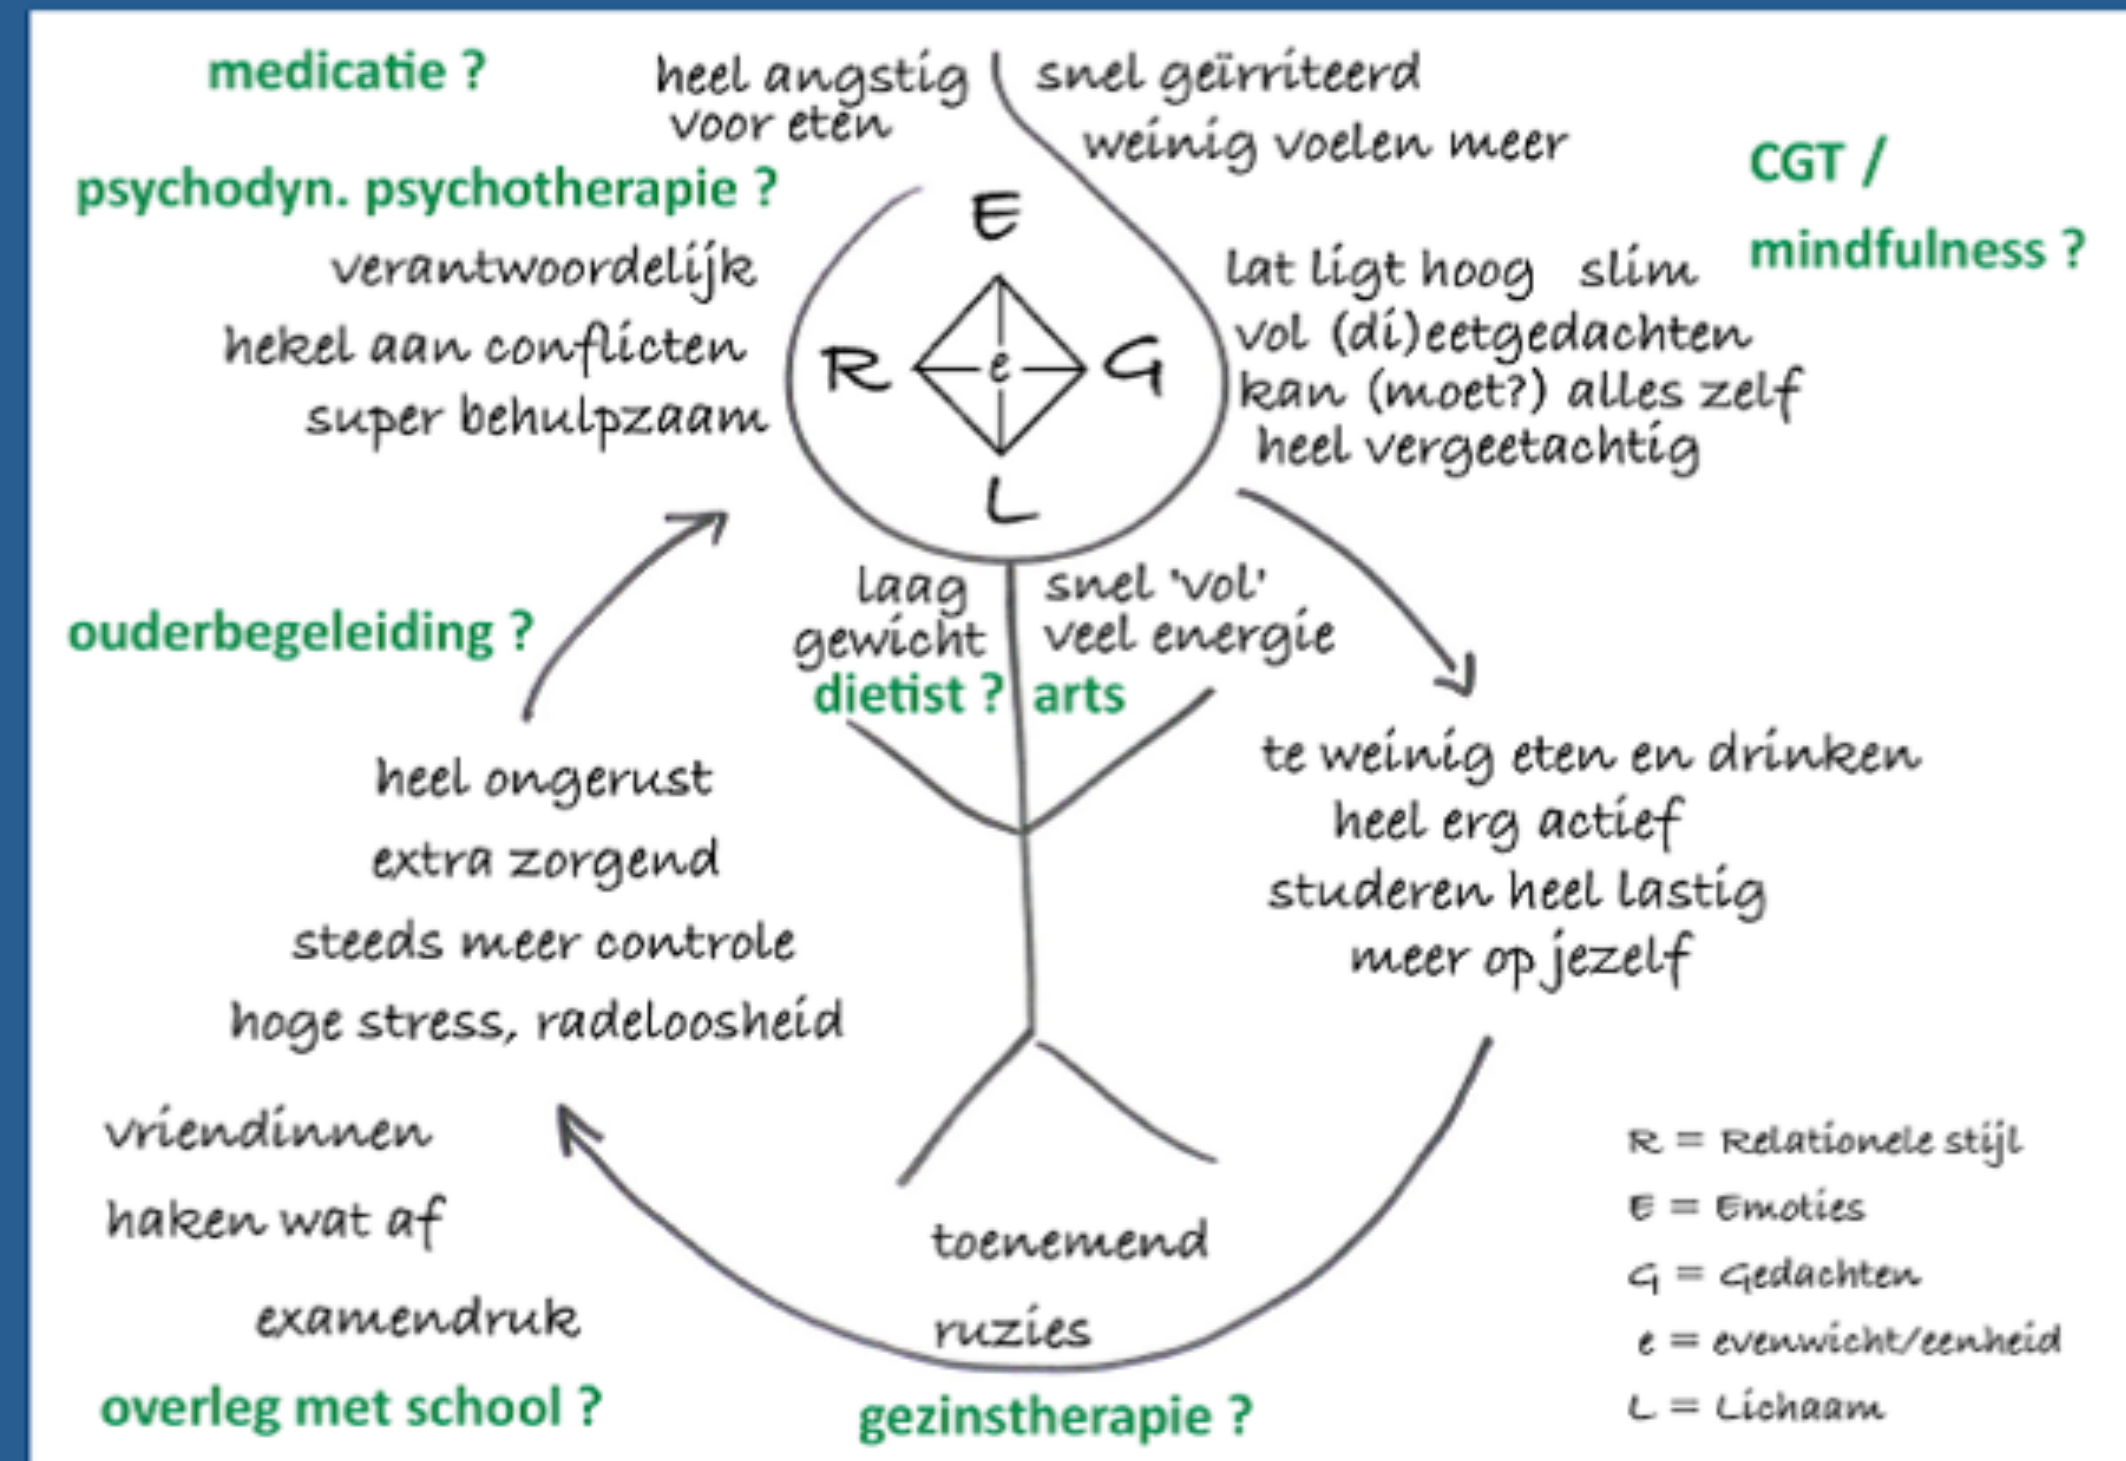 medicatie ?
heel angstig
voor eten
snel geïrriteerd
weinig voelen meer
psychodyn. psychotherapie ?
CGT /
mindfulness ?
verantwoordelijk
hekel aan conflicten
super behulpzaam
E
R
e
G
L
lat ligt hoog slim
vol (di)eetgedachten
kan (moet?) alles zelf
heel vergeetachtig
ouderbegeleiding ?
laag
gewicht
dietist ?
snel 'vol'
veel energie
arts
te weinig eten en drinken
heel erg actief
studeren heel lastig
meer op jezelf
heel ongerust
extra zorgend
steeds meer controle
hoge stress, radeloosheid
vriendinnen
haken wat af
examendruk
overleg met school ?
toenemend
ruzies
gezinstherapie ?
R = Relationele stijl
E = Emoties
G = Gedachten
e = evenwicht/eenheid
L = Lichaam